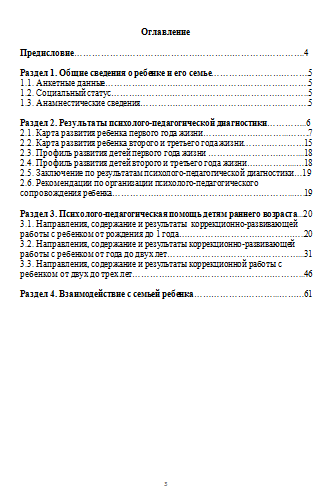 Оглавление
Предисловие…………………………………………………………………4
Раздел 1. Общие сведения о ребенке и его семье…………………………5
1.1. Анкетные данные………………………………………………………5
1.2. Социальный статус……………………………………………………5
1.3. Анамнестические сведения……………………………………………5
Раздел 2. Результаты психолого-педагогической диагностики…………6
2.1. Карта развития ребенка первого года жизни…………………………7
2.2. Карта развития ребенка второго и третьего года жизни……………15
2.3. Профиль развития детей первого года жизни ………………………18
2.4. Профиль развития детей второго и третьего года жизни……………18
2.5. Заключение по результатам психолого-педагогической диагностики…19
2.6. Рекомендации по организации психолого-педагогического
сопровождения ребенка……………………………………………………19
Раздел 3. Психолого-педагогическая помощь детям раннего возраста…20
3.1. Направления, содержание и результаты коррекционно-развивающей
работы с ребенком от рождения до 1 года…………………………………20
3.2. Направления, содержание и результаты коррекционно-развивающей
работы с ребенком от года до двух лет……………………………………31
3.3. Направления, содержание и результаты коррекционной работы с
ребенком от двух до трех лет………………………………………………46
Раздел 4. Взаимодействие с семьей ребенка………………………………61
3